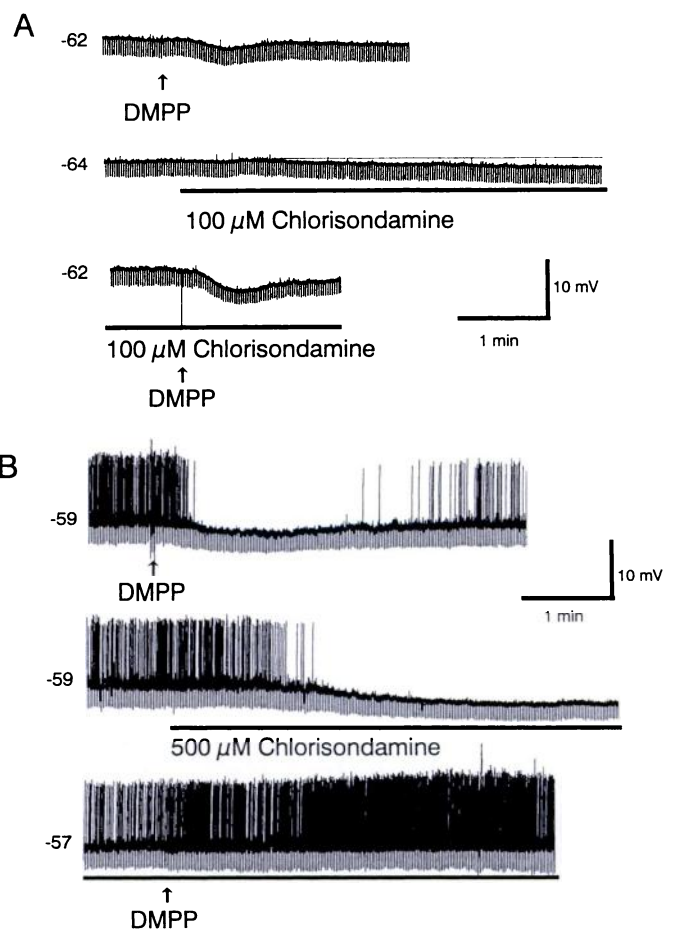 A
-62
↑
DMPP
-64
100 µM Chlorisondamine
-62
10 mV
1 min
100 µM Chlorisondamine
↑
DMPP
B
-59
↑
DMPP
10 mV
1 min
-59
500 µM Chlorisondamine
-57
↑
DMPP